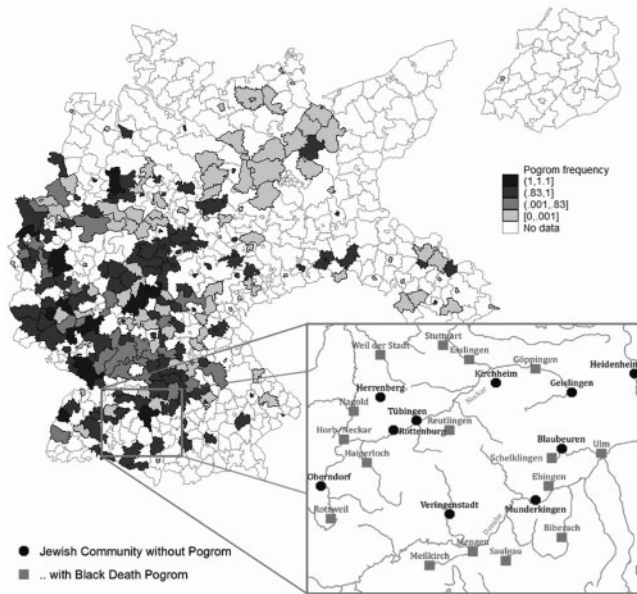 Pogrom frequency
(1,1.1]
(.83,1]
(.001,.83]
[0,.001]
No data
Stuttgart
Esslingen
Weil der Stadt
Göppingen
Heidenheim
Kirchheim
Neckar
Geislingen
Herrenberg
Nagold
Tübingen
Rottenburg
Reutlingen
Horb/Neckar
Blaubeuren
Ulm
Schelklingen
Haigerloch
Ehingen
Oberndorf
Munderkingen
Veringenstadt
Rottweil
Danube
Biberach
Mengen
Saulgau
Meßkirch
Jewish Community without Pogrom
.. with Black Death Pogrom